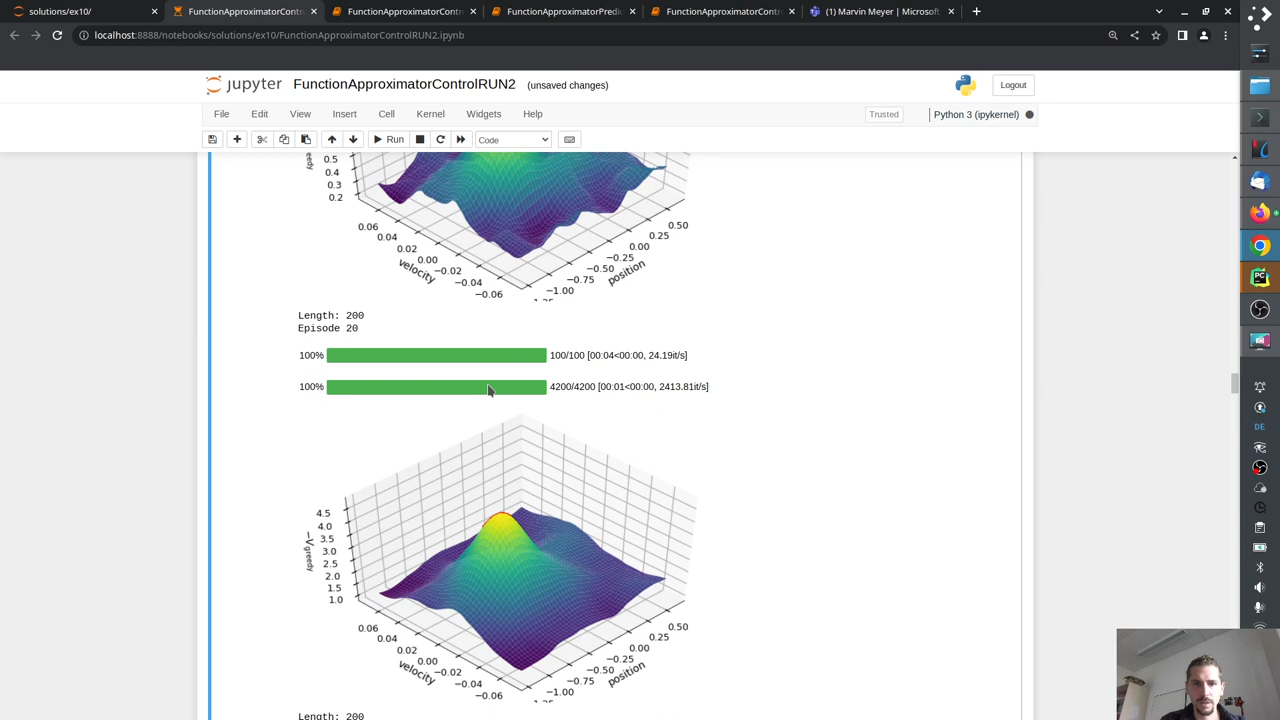 solutions/ex10/
FunctionApproximatorContr
FunctionApproximatorContr
FunctionApproximatorPredic
FunctionApproximatorContr
(1) Marvin Meyer | Microsoft
localhost:8888/notebooks/solutions/ex10/FunctionApproximatorControlRUN2.ipynb
jupyter
FunctionApproximatorControlRUN2
(unsaved changes)
Logout
File
Edit
View
Insert
Cell
Kernel
Widgets
Help
Trusted
Python 3 (ipykernel)
Run
Code
0.5
0.4
0.3
0.2
0.06
0.04
0.02
0.00
−0.02
−0.04
−0.06
velocity
0.50
0.25
0.00
−0.25
−0.50
−0.75
−1.00
position
Length: 200
Episode 20
100%
100/100 [00:04<00:00, 24.19it/s]
100%
4200/4200 [00:01<00:00, 2413.81it/s]
4.5
4.0
3.5
3.0
2.5
2.0
1.5
1.0
−Vgreedy
0.06
0.04
0.02
0.00
−0.02
−0.04
−0.06
velocity
0.50
0.25
0.00
−0.25
−0.50
−0.75
−1.00
position
Length: 200
DE
PC